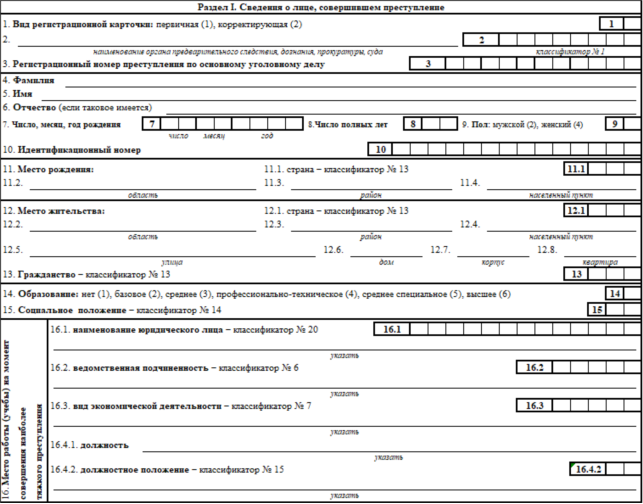 Раздел I. Сведения о лице, совершившем преступление
1. Вид регистрационной карточки: первичная (1), корректирующая (2) 1
2. 2
наименование органа предварительного следствия, дознания, прокуратуры, суда классификатор № 1
3. Регистрационный номер преступления по основному уголовному делу 3
4. Фамилия
5. Имя
6. Отчество (если таковое имеется)
7. Число, месяц, год рождения 7 8.Число полных лет 8 9. Пол: мужской (2), женский (4) 9
число месяц год
10. Идентификационный номер 10
11. Место рождения: 11.1. страна – классификатор № 13 11.1
11.2. 11.3. 11.4.
область район населенный пункт
12. Место жительства: 12.1. страна – классификатор № 13 12.1
12.2. 12.3. 12.4.
область район населенный пункт
12.5. 12.6. 12.7. 12.8.
улица дом корпус квартира
13. Гражданство – классификатор № 13 13
14. Образование: нет (1), базовое (2), среднее (3), профессионально-техническое (4), среднее специальное (5), высшее (6) 14
15. Социальное положение – классификатор № 14 15
16. Место работы (учебы) на момент
совершения наиболее
тяжкого преступления
16.1. наименование юридического лица – классификатор № 20 16.1
указать
16.2. ведомственная подчиненность – классификатор № 6 16.2
указать
16.3. вид экономической деятельности – классификатор № 7 16.3
указать
16.4.1. должность
указать
16.4.2. должностное положение – классификатор № 15 16.4.2
указать